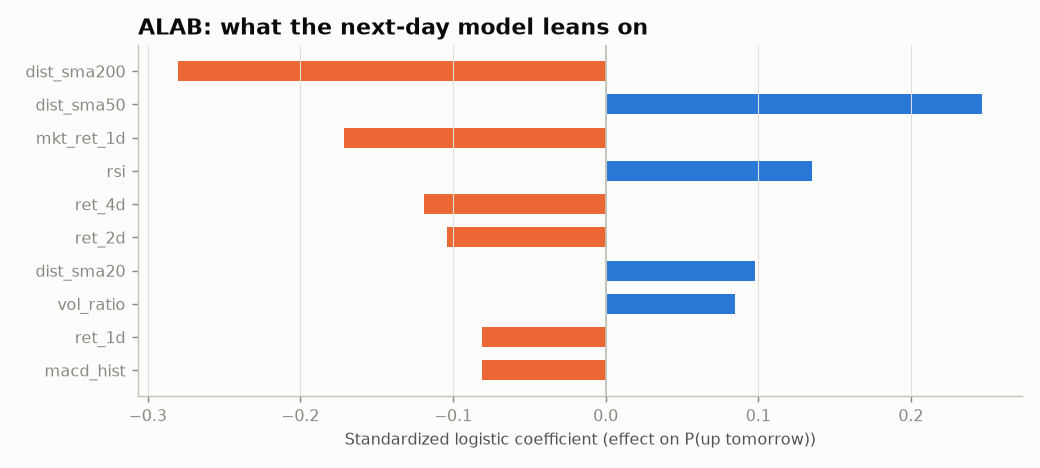 ALAB: what the next-day model leans on
dist_sma200
dist_sma50
mkt_ret_1d
rsi
ret_4d
ret_2d
dist_sma20
vol_ratio
ret_1d
macd_hist
−0.3 −0.2 −0.1 0.0 0.1 0.2
Standardized logistic coefficient (effect on P(up tomorrow))